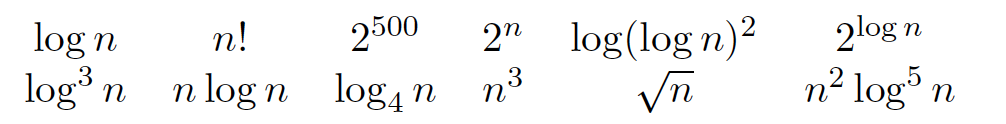 log n n! 2^500 2^n log(log n)^2 2^log n
log^3 n n log n log_4 n n^3 √n n^2 log^5 n